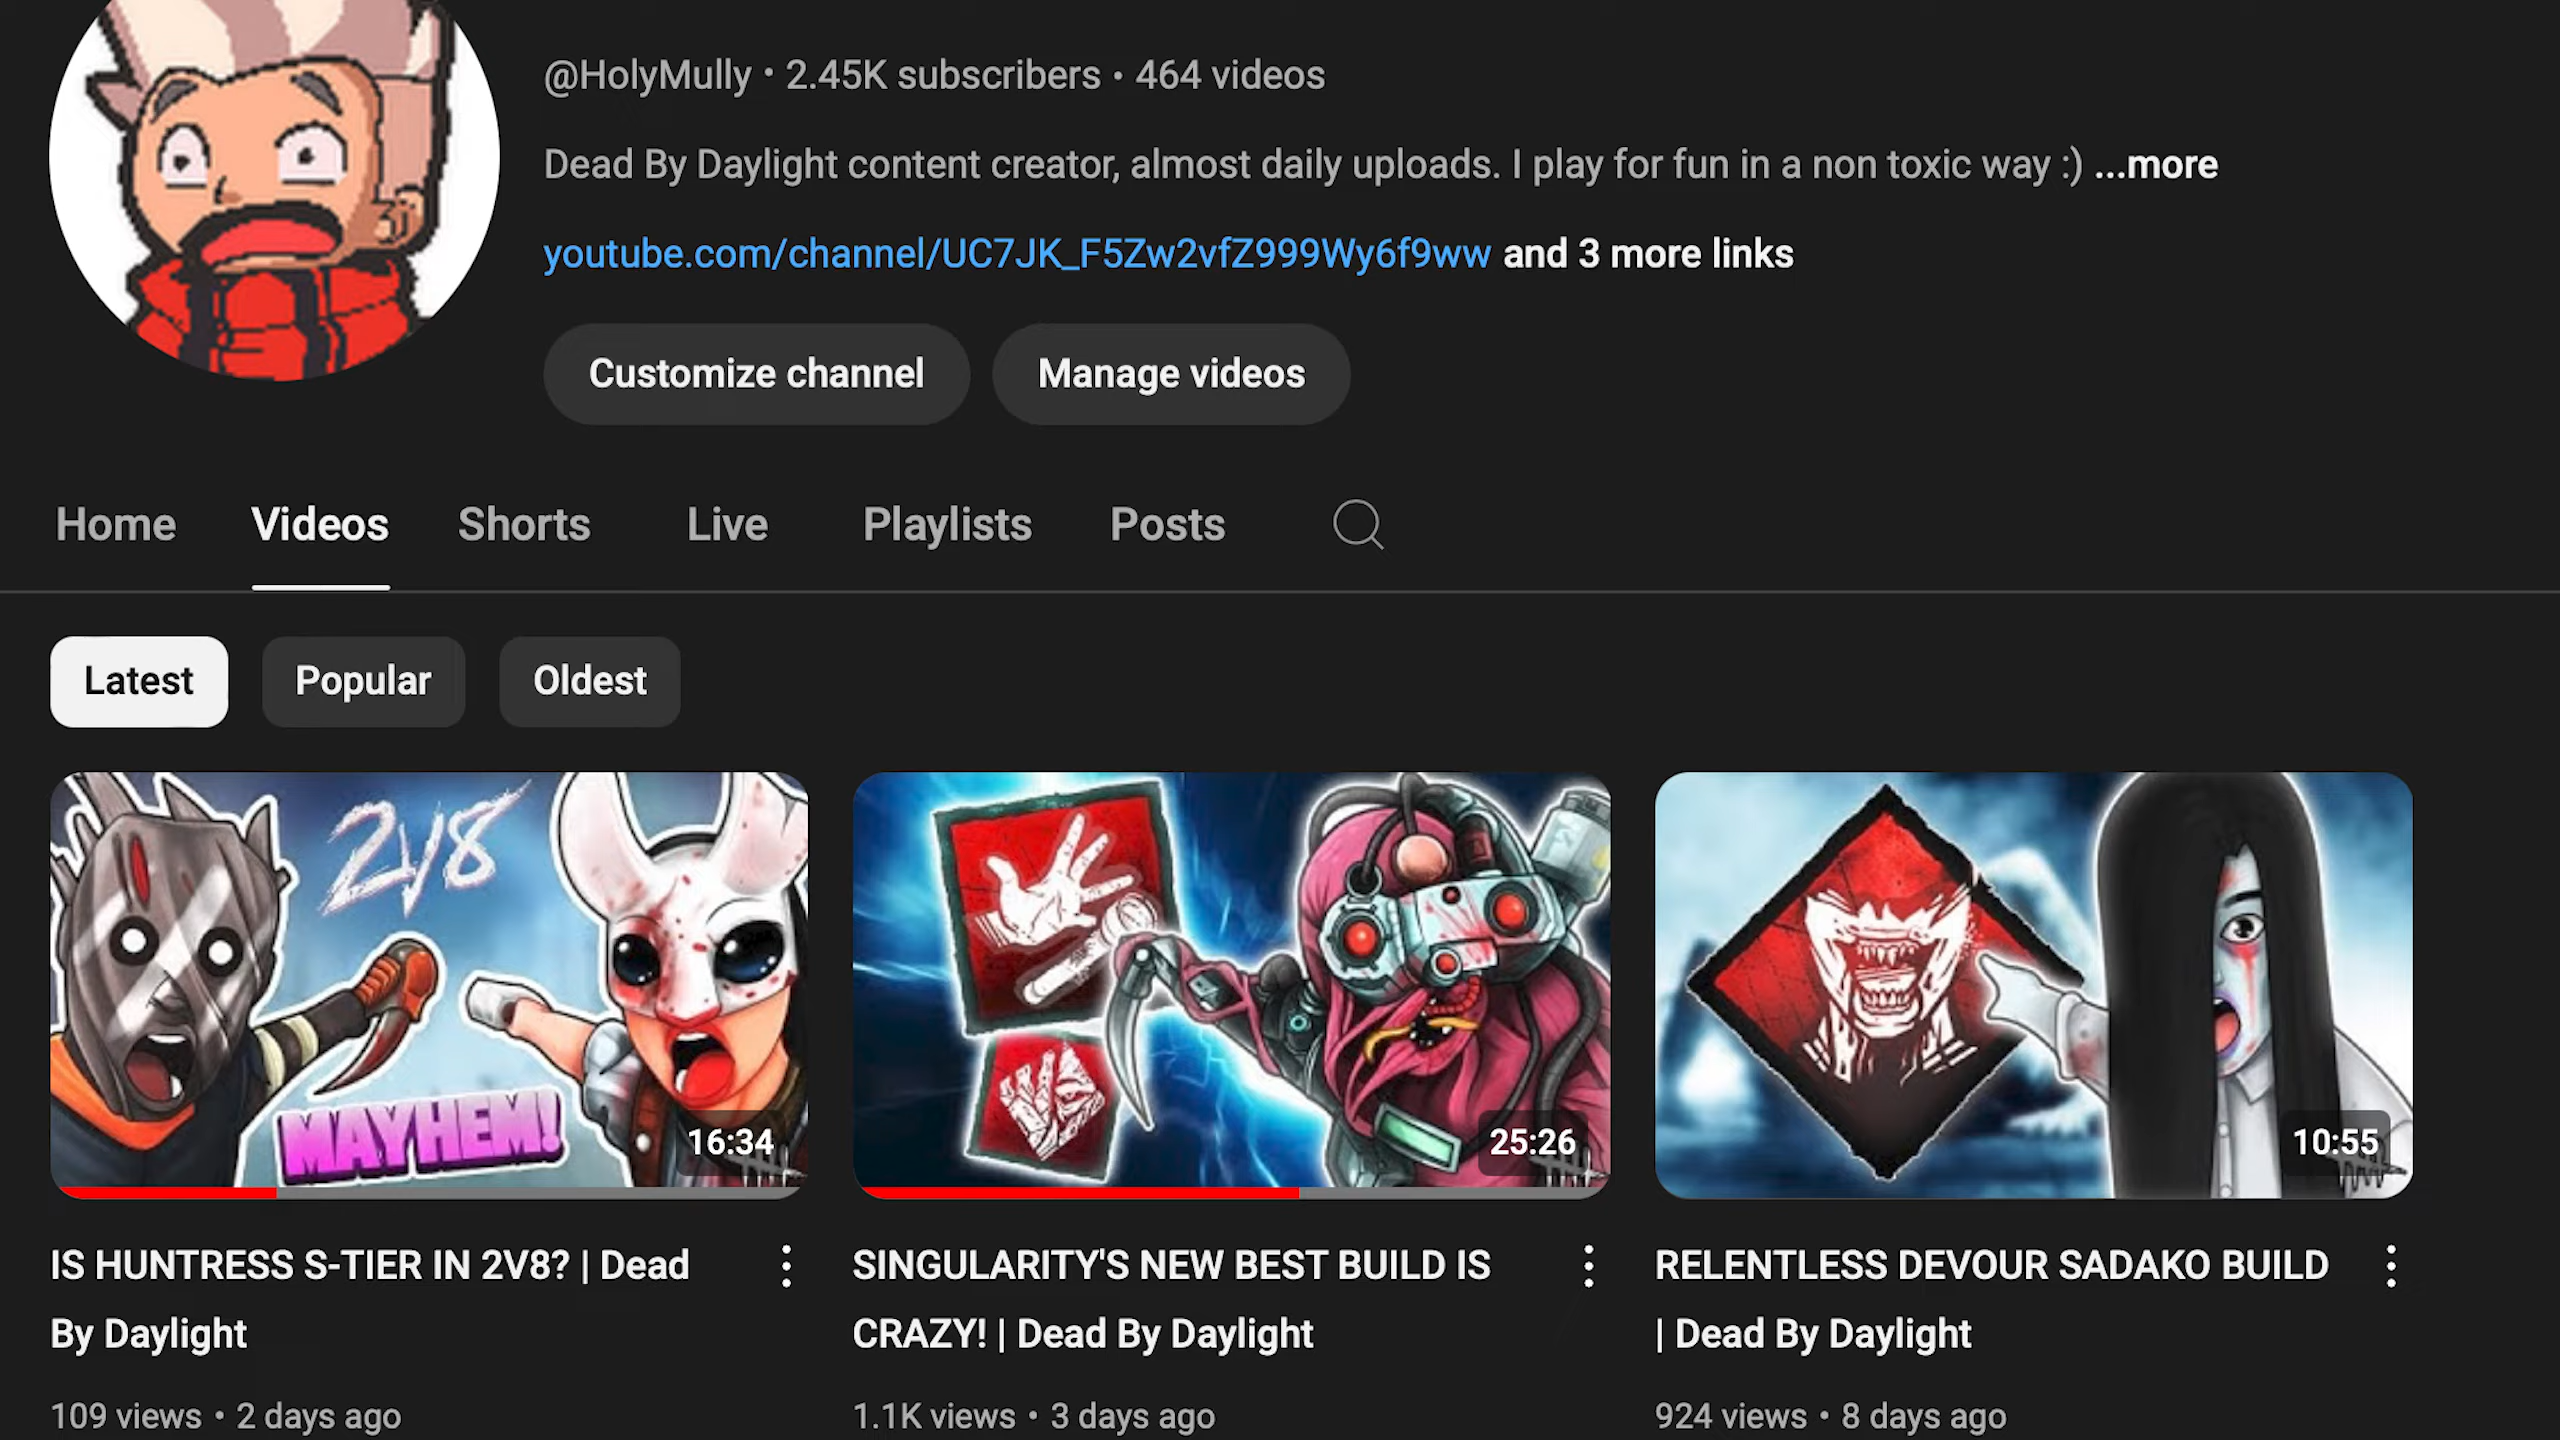 @HolyMully • 2.45K subscribers • 464 videos
Dead By Daylight content creator, almost daily uploads. I play for fun in a non toxic way :) ...more
youtube.com/channel/UC7JK_F5Zw2vfZ999Wy6f9ww and 3 more links
Customize channel Manage videos
Home Videos Shorts Live Playlists Posts
Latest Popular Oldest
2V8
MAYHEM!
16:34
25:26
10:55
IS HUNTRESS S-TIER IN 2V8? | Dead
By Daylight
109 views • 2 days ago
SINGULARITY'S NEW BEST BUILD IS
CRAZY! | Dead By Daylight
1.1K views • 3 days ago
RELENTLESS DEVOUR SADAKO BUILD
| Dead By Daylight
924 views • 8 days ago